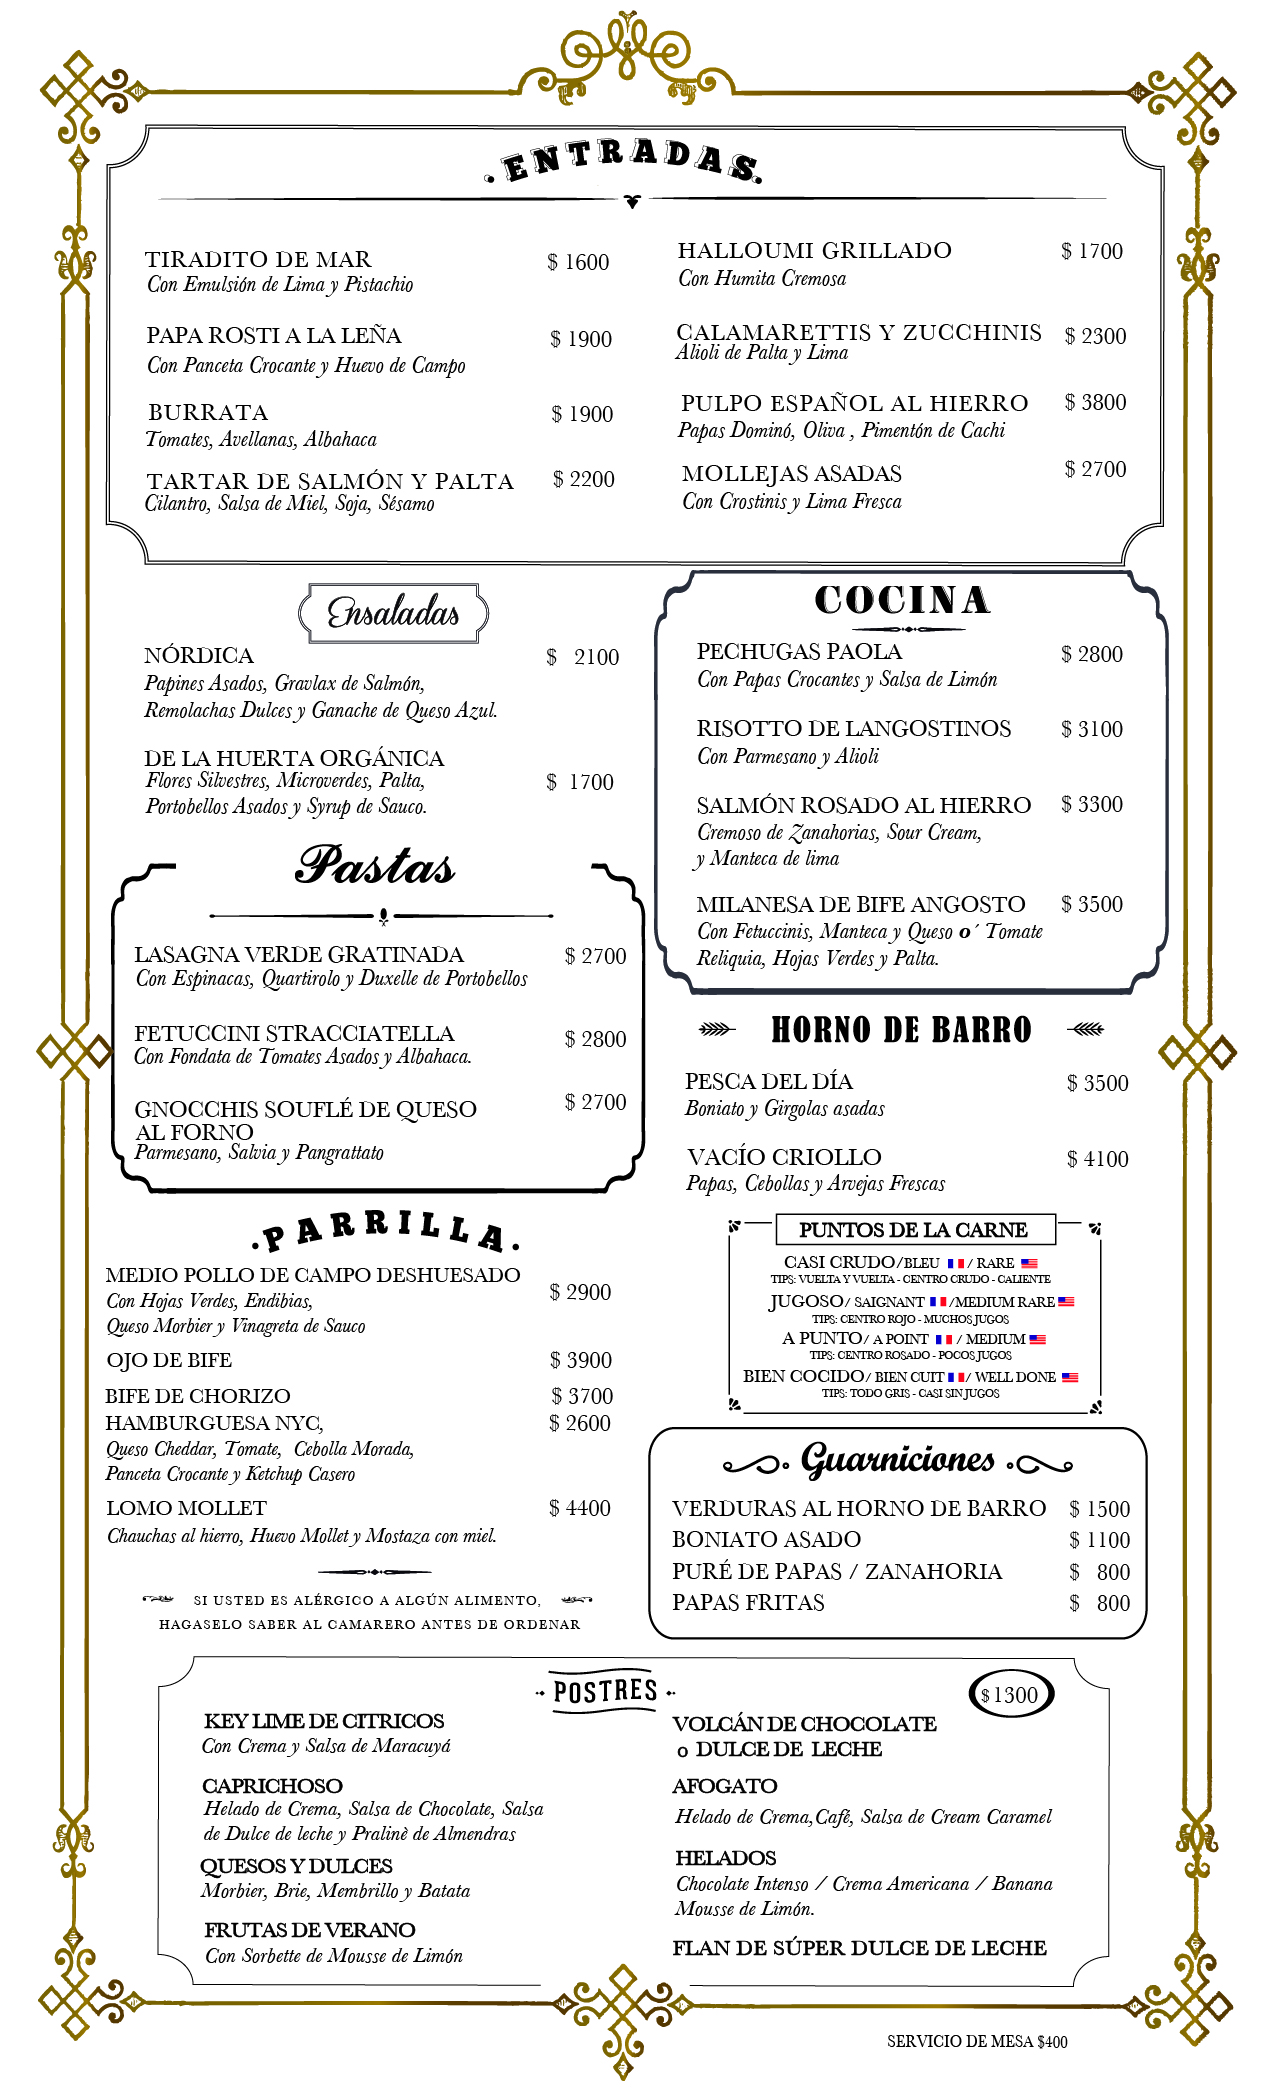 ENTRADAS
TIRADITO DE MAR $ 1600
Con Emulsión de Lima y Pistachio
PAPA ROSTI A LA LEÑA $ 1900
Con Panceta Crocante y Huevo de Campo
BURRATA $ 1900
Tomates, Avellanas, Albahaca
TARTAR DE SALMÓN Y PALTA $ 2200
Cilantro, Salsa de Miel, Soja, Sésamo
HALLOUMI GRILLADO $ 1700
Con Humita Cremosa
CALAMARETTIS Y ZUCCHINIS $ 2300
Alioli de Palta y Lima
PULPO ESPAÑOL AL HIERRO $ 3800
Papas Dominó, Oliva , Pimentón de Cachi
MOLLEJAS ASADAS $ 2700
Con Crostinis y Lima Fresca
Ensaladas
NÓRDICA $ 2100
Papines Asados, Gravlax de Salmón,
Remolachas Dulces y Ganache de Queso Azul.
DE LA HUERTA ORGÁNICA
Flores Silvestres, Microverdes, Palta, $ 1700
Portobellos Asados y Syrup de Sauco.
Pastas
LASAGNA VERDE GRATINADA $ 2700
Con Espinacas, Quartirolo y Duxelle de Portobellos
FETUCCINI STRACCIATELLA $ 2800
Con Fondata de Tomates Asados y Albahaca.
GNOCCHIS SOUFLÉ DE QUESO $ 2700
AL FORNO
Parmesano, Salvia y Pangrattato
PARRILLA
MEDIO POLLO DE CAMPO DESHUESADO $ 2900
Con Hojas Verdes, Endibias,
Queso Morbier y Vinagreta de Sauco
OJO DE BIFE $ 3900
BIFE DE CHORIZO $ 3700
HAMBURGUESA NYC, $ 2600
Queso Cheddar, Tomate, Cebolla Morada,
Panceta Crocante y Ketchup Casero
LOMO MOLLET $ 4400
Chauchas al hierro, Huevo Mollet y Mostaza con miel.
SI USTED ES ALÉRGICO A ALGÚN ALIMENTO,
HAGASELO SABER AL CAMARERO ANTES DE ORDENAR
COCINA
PECHUGAS PAOLA $ 2800
Con Papas Crocantes y Salsa de Limón
RISOTTO DE LANGOSTINOS $ 3100
Con Parmesano y Alioli
SALMÓN ROSADO AL HIERRO $ 3300
Cremoso de Zanahorias, Sour Cream,
y Manteca de lima
MILANESA DE BIFE ANGOSTO $ 3500
Con Fetuccinis, Manteca y Queso o´ Tomate
Reliquia, Hojas Verdes y Palta.
HORNO DE BARRO
PESCA DEL DÍA $ 3500
Boniato y Girgolas asadas
VACÍO CRIOLLO $ 4100
Papas, Cebollas y Arvejas Frescas
PUNTOS DE LA CARNE
CASI CRUDO/BLEU / RARE
TIPS: VUELTA Y VUELTA - CENTRO CRUDO - CALIENTE
JUGOSO/ SAIGNANT /MEDIUM RARE
TIPS: CENTRO ROJO - MUCHOS JUGOS
A PUNTO/ A POINT / MEDIUM
TIPS: CENTRO ROSADO - POCOS JUGOS
BIEN COCIDO/ BIEN CUIT / WELL DONE
TIPS: TODO GRIS - CASI SIN JUGOS
Guarniciones
VERDURAS AL HORNO DE BARRO $ 1500
BONIATO ASADO $ 1100
PURÉ DE PAPAS / ZANAHORIA $ 800
PAPAS FRITAS $ 800
POSTRES $1300
KEY LIME DE CITRICOS
Con Crema y Salsa de Maracuyá
CAPRICHOSO
Helado de Crema, Salsa de Chocolate, Salsa
de Dulce de leche y Pralinè de Almendras
QUESOS Y DULCES
Morbier, Brie, Membrillo y Batata
FRUTAS DE VERANO
Con Sorbette de Mousse de Limón
VOLCÁN DE CHOCOLATE
o DULCE DE LECHE
AFOGATO
Helado de Crema,Café, Salsa de Cream Caramel
HELADOS
Chocolate Intenso / Crema Americana / Banana
Mousse de Limón.
FLAN DE SÚPER DULCE DE LECHE
SERVICIO DE MESA $400